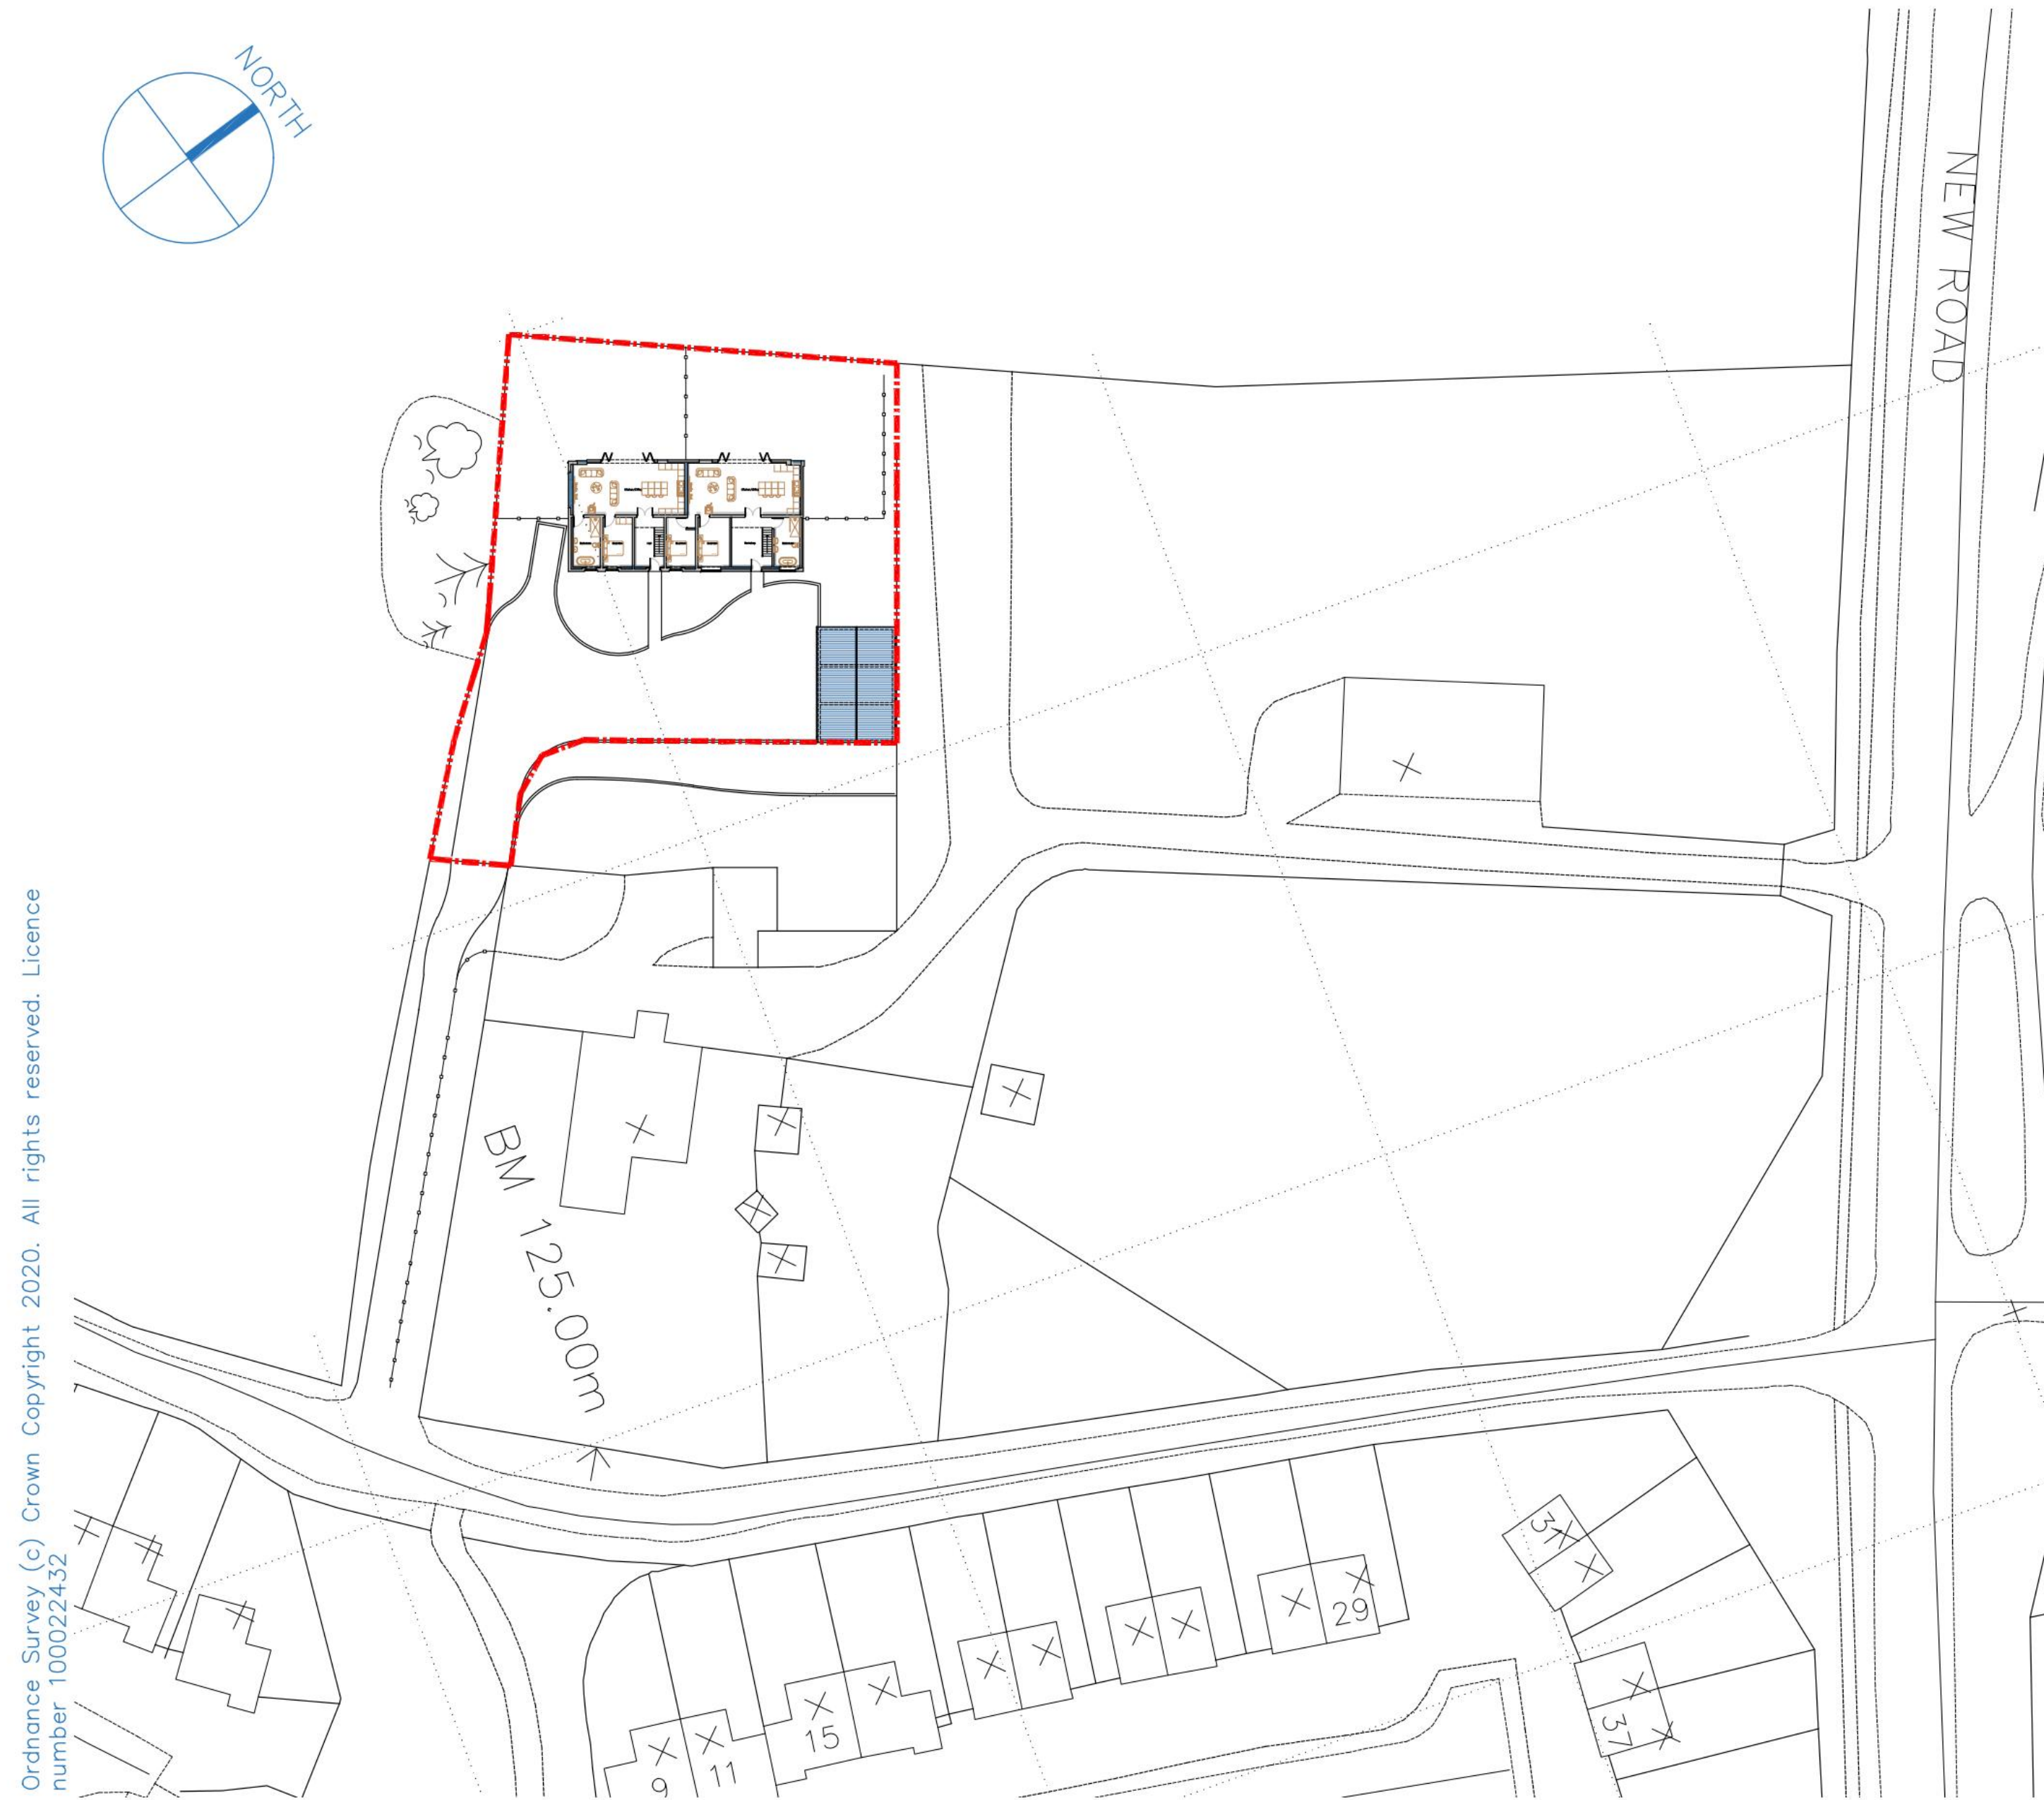 NORTH
NEW ROAD
BM 125.00m
31
29
37
15
11
9
Ordnance Survey (c) Crown Copyright 2020. All rights reserved. Licence
number 100022432